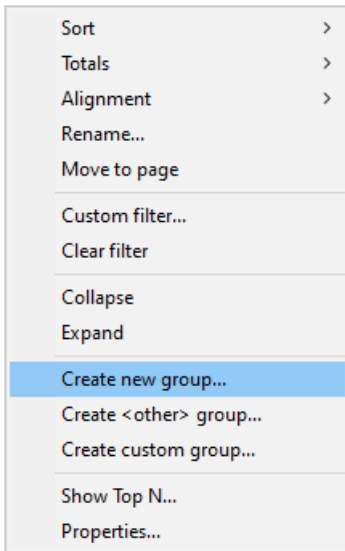 Sort
Totals
Alignment
Rename...
Move to page
Custom filter...
Clear filter
Collapse
Expand
Create new group...
Create <other> group...
Create custom group...
Show Top N...
Properties...